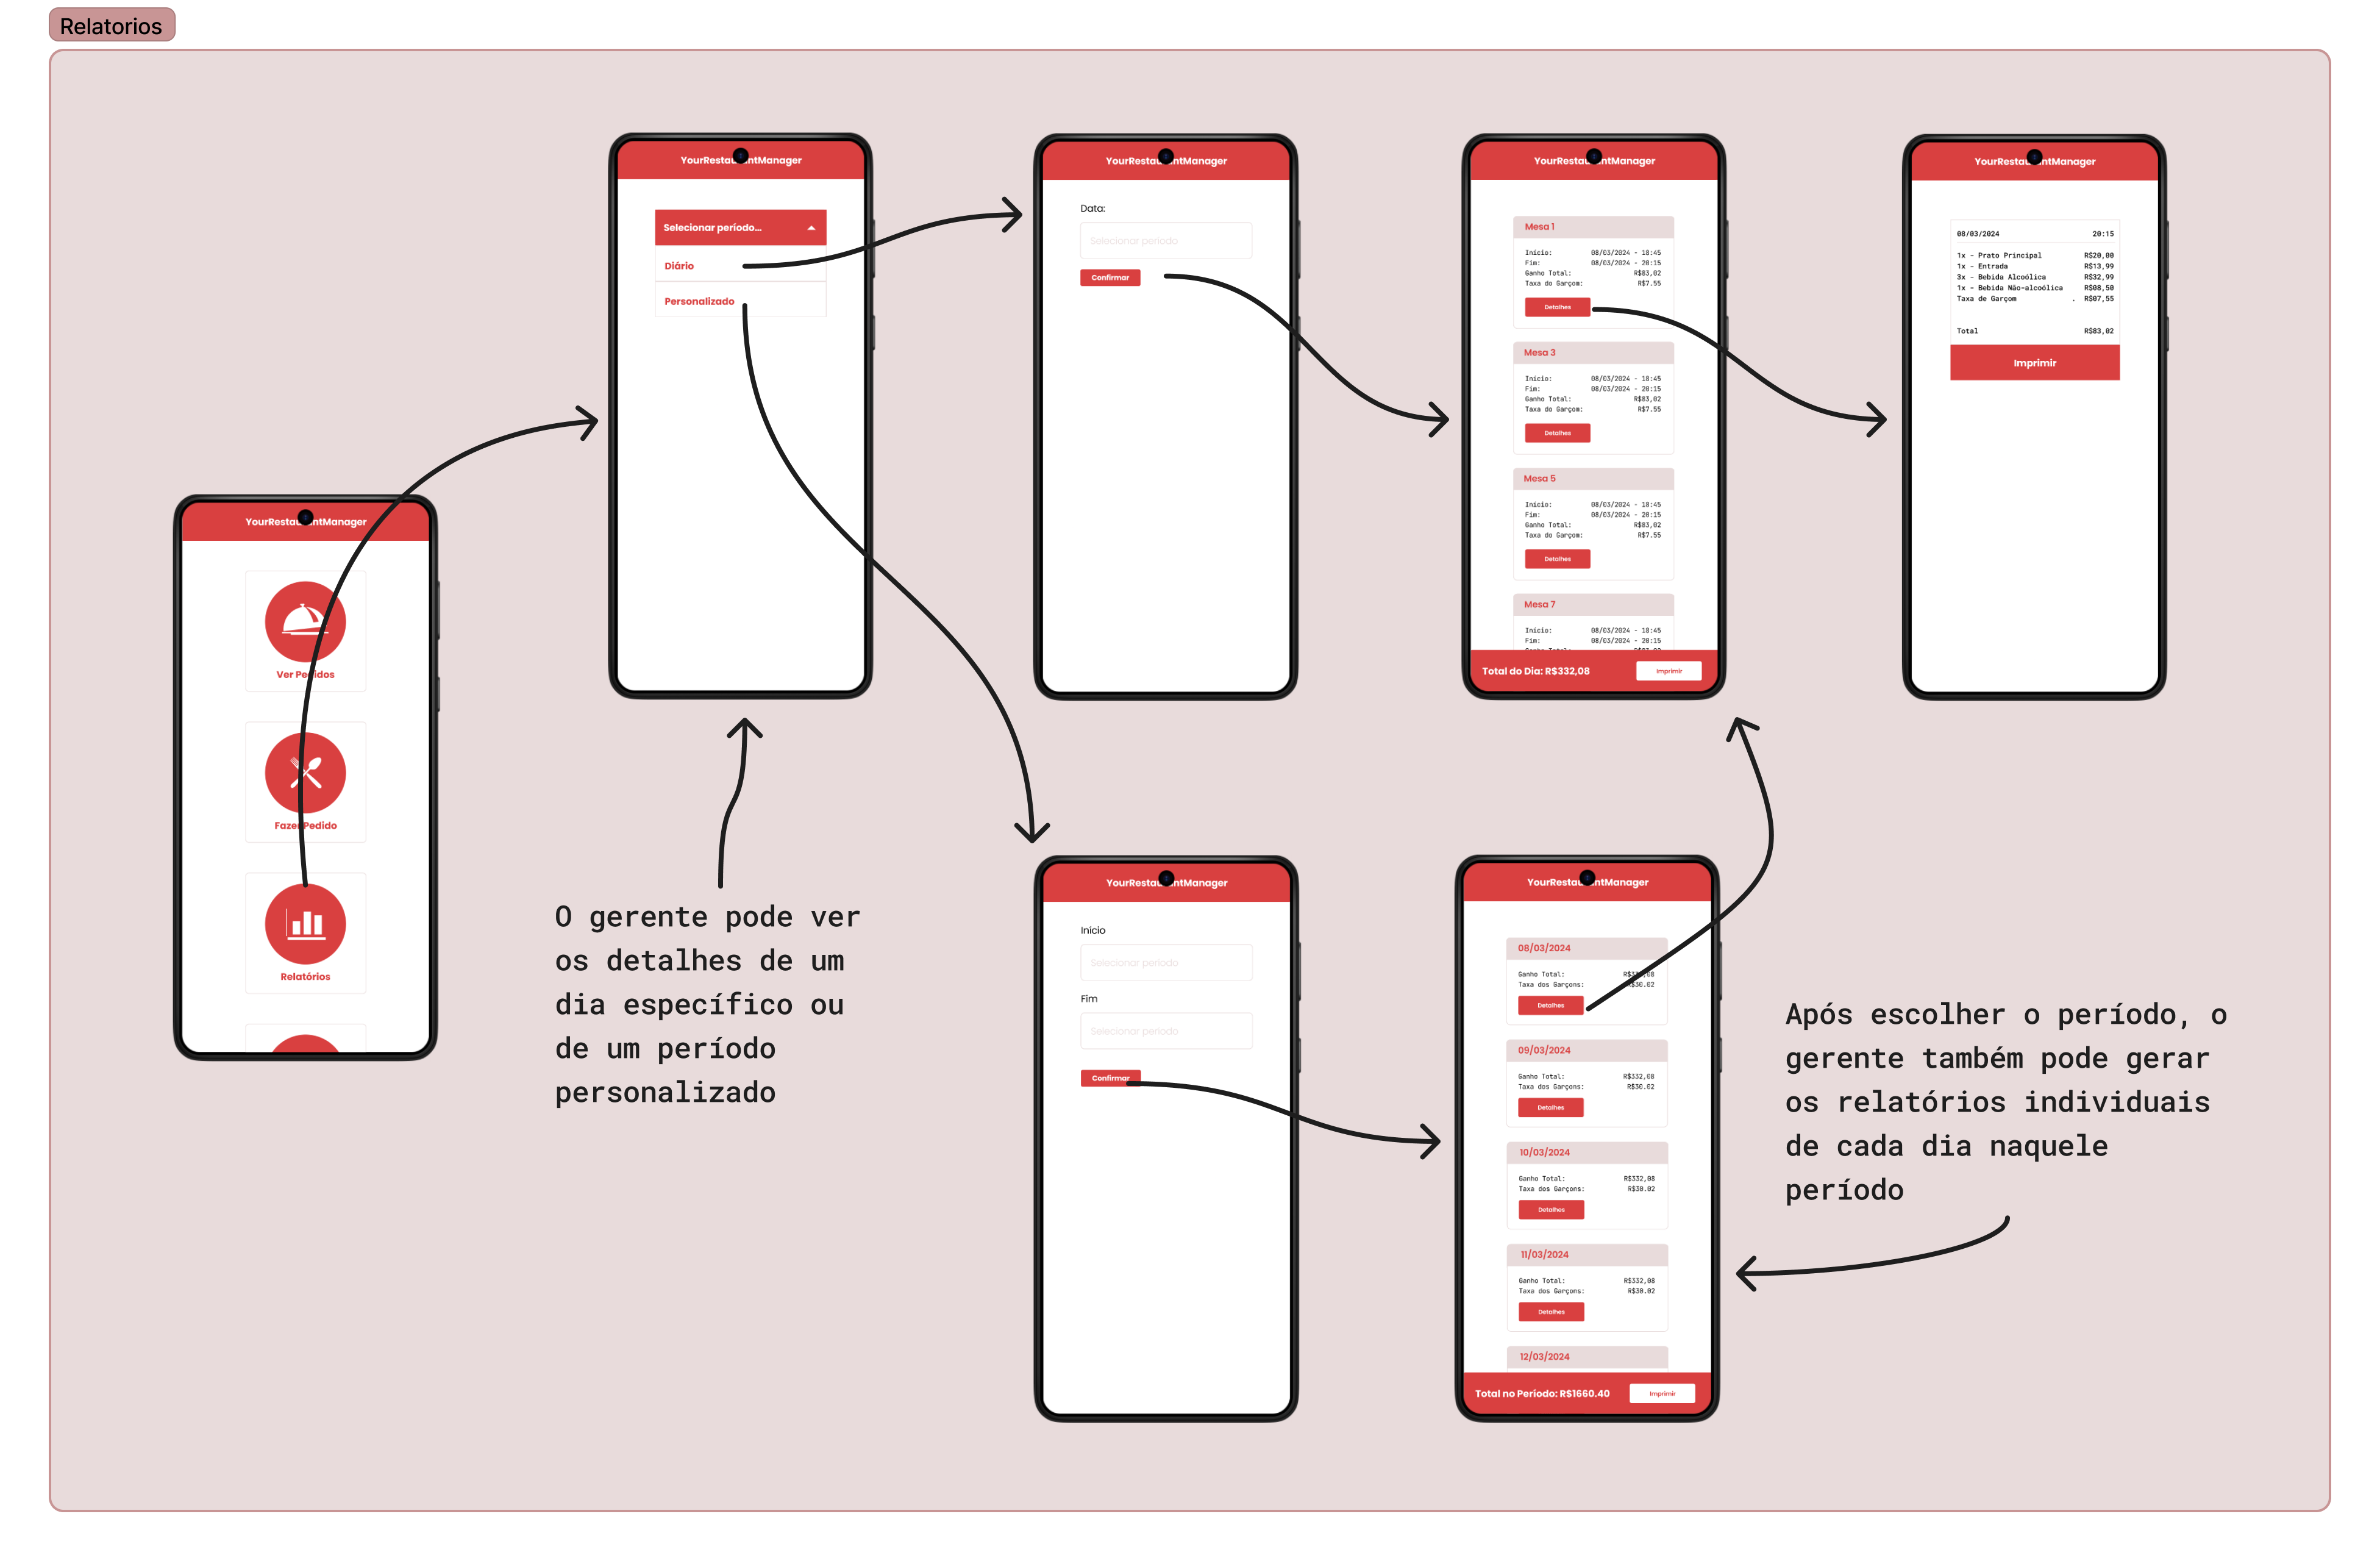 Relatorios
YourRestaurantManager
Ver Pedidos
Fazer Pedido
Relatórios
YourRestaurantManager
Selecionar período...
Diário
Personalizado
O gerente pode ver
os detalhes de um
dia específico ou
de um período
personalizado
YourRestaurantManager
Data:
Selecionar período
Confirmar
YourRestaurantManager
Mesa 1
Início: 08/03/2024 - 18:45
Fim: 08/03/2024 - 20:15
Ganho Total: R$83,02
Taxa do Garçom: R$7.55
Detalhes
Mesa 3
Início: 08/03/2024 - 18:45
Fim: 08/03/2024 - 20:15
Ganho Total: R$83,02
Taxa do Garçom: R$7.55
Detalhes
Mesa 5
Início: 08/03/2024 - 18:45
Fim: 08/03/2024 - 20:15
Ganho Total: R$83,02
Taxa do Garçom: R$7.55
Detalhes
Mesa 7
Início: 08/03/2024 - 18:45
Fim: 08/03/2024 - 20:15
Total do Dia: R$332,08
Imprimir
YourRestaurantManager
08/03/2024 20:15
1x - Prato Principal R$20,00
1x - Entrada R$13,99
3x - Bebida Alcoólica R$32,99
1x - Bebida Não-alcoólica R$08,50
Taxa de Garçom . R$07,55
Total R$83,02
Imprimir
YourRestaurantManager
Início
Selecionar período
Fim
Selecionar período
Confirmar
YourRestaurantManager
08/03/2024
Ganho Total: R$332,08
Taxa dos Garçons: R$30.02
Detalhes
09/03/2024
Ganho Total: R$332,08
Taxa dos Garçons: R$30.02
Detalhes
10/03/2024
Ganho Total: R$332,08
Taxa dos Garçons: R$30.02
Detalhes
11/03/2024
Ganho Total: R$332,08
Taxa dos Garçons: R$30.02
Detalhes
12/03/2024
Total no Período: R$1660.40
Imprimir
Após escolher o período, o
gerente também pode gerar
os relatórios individuais
de cada dia naquele
período